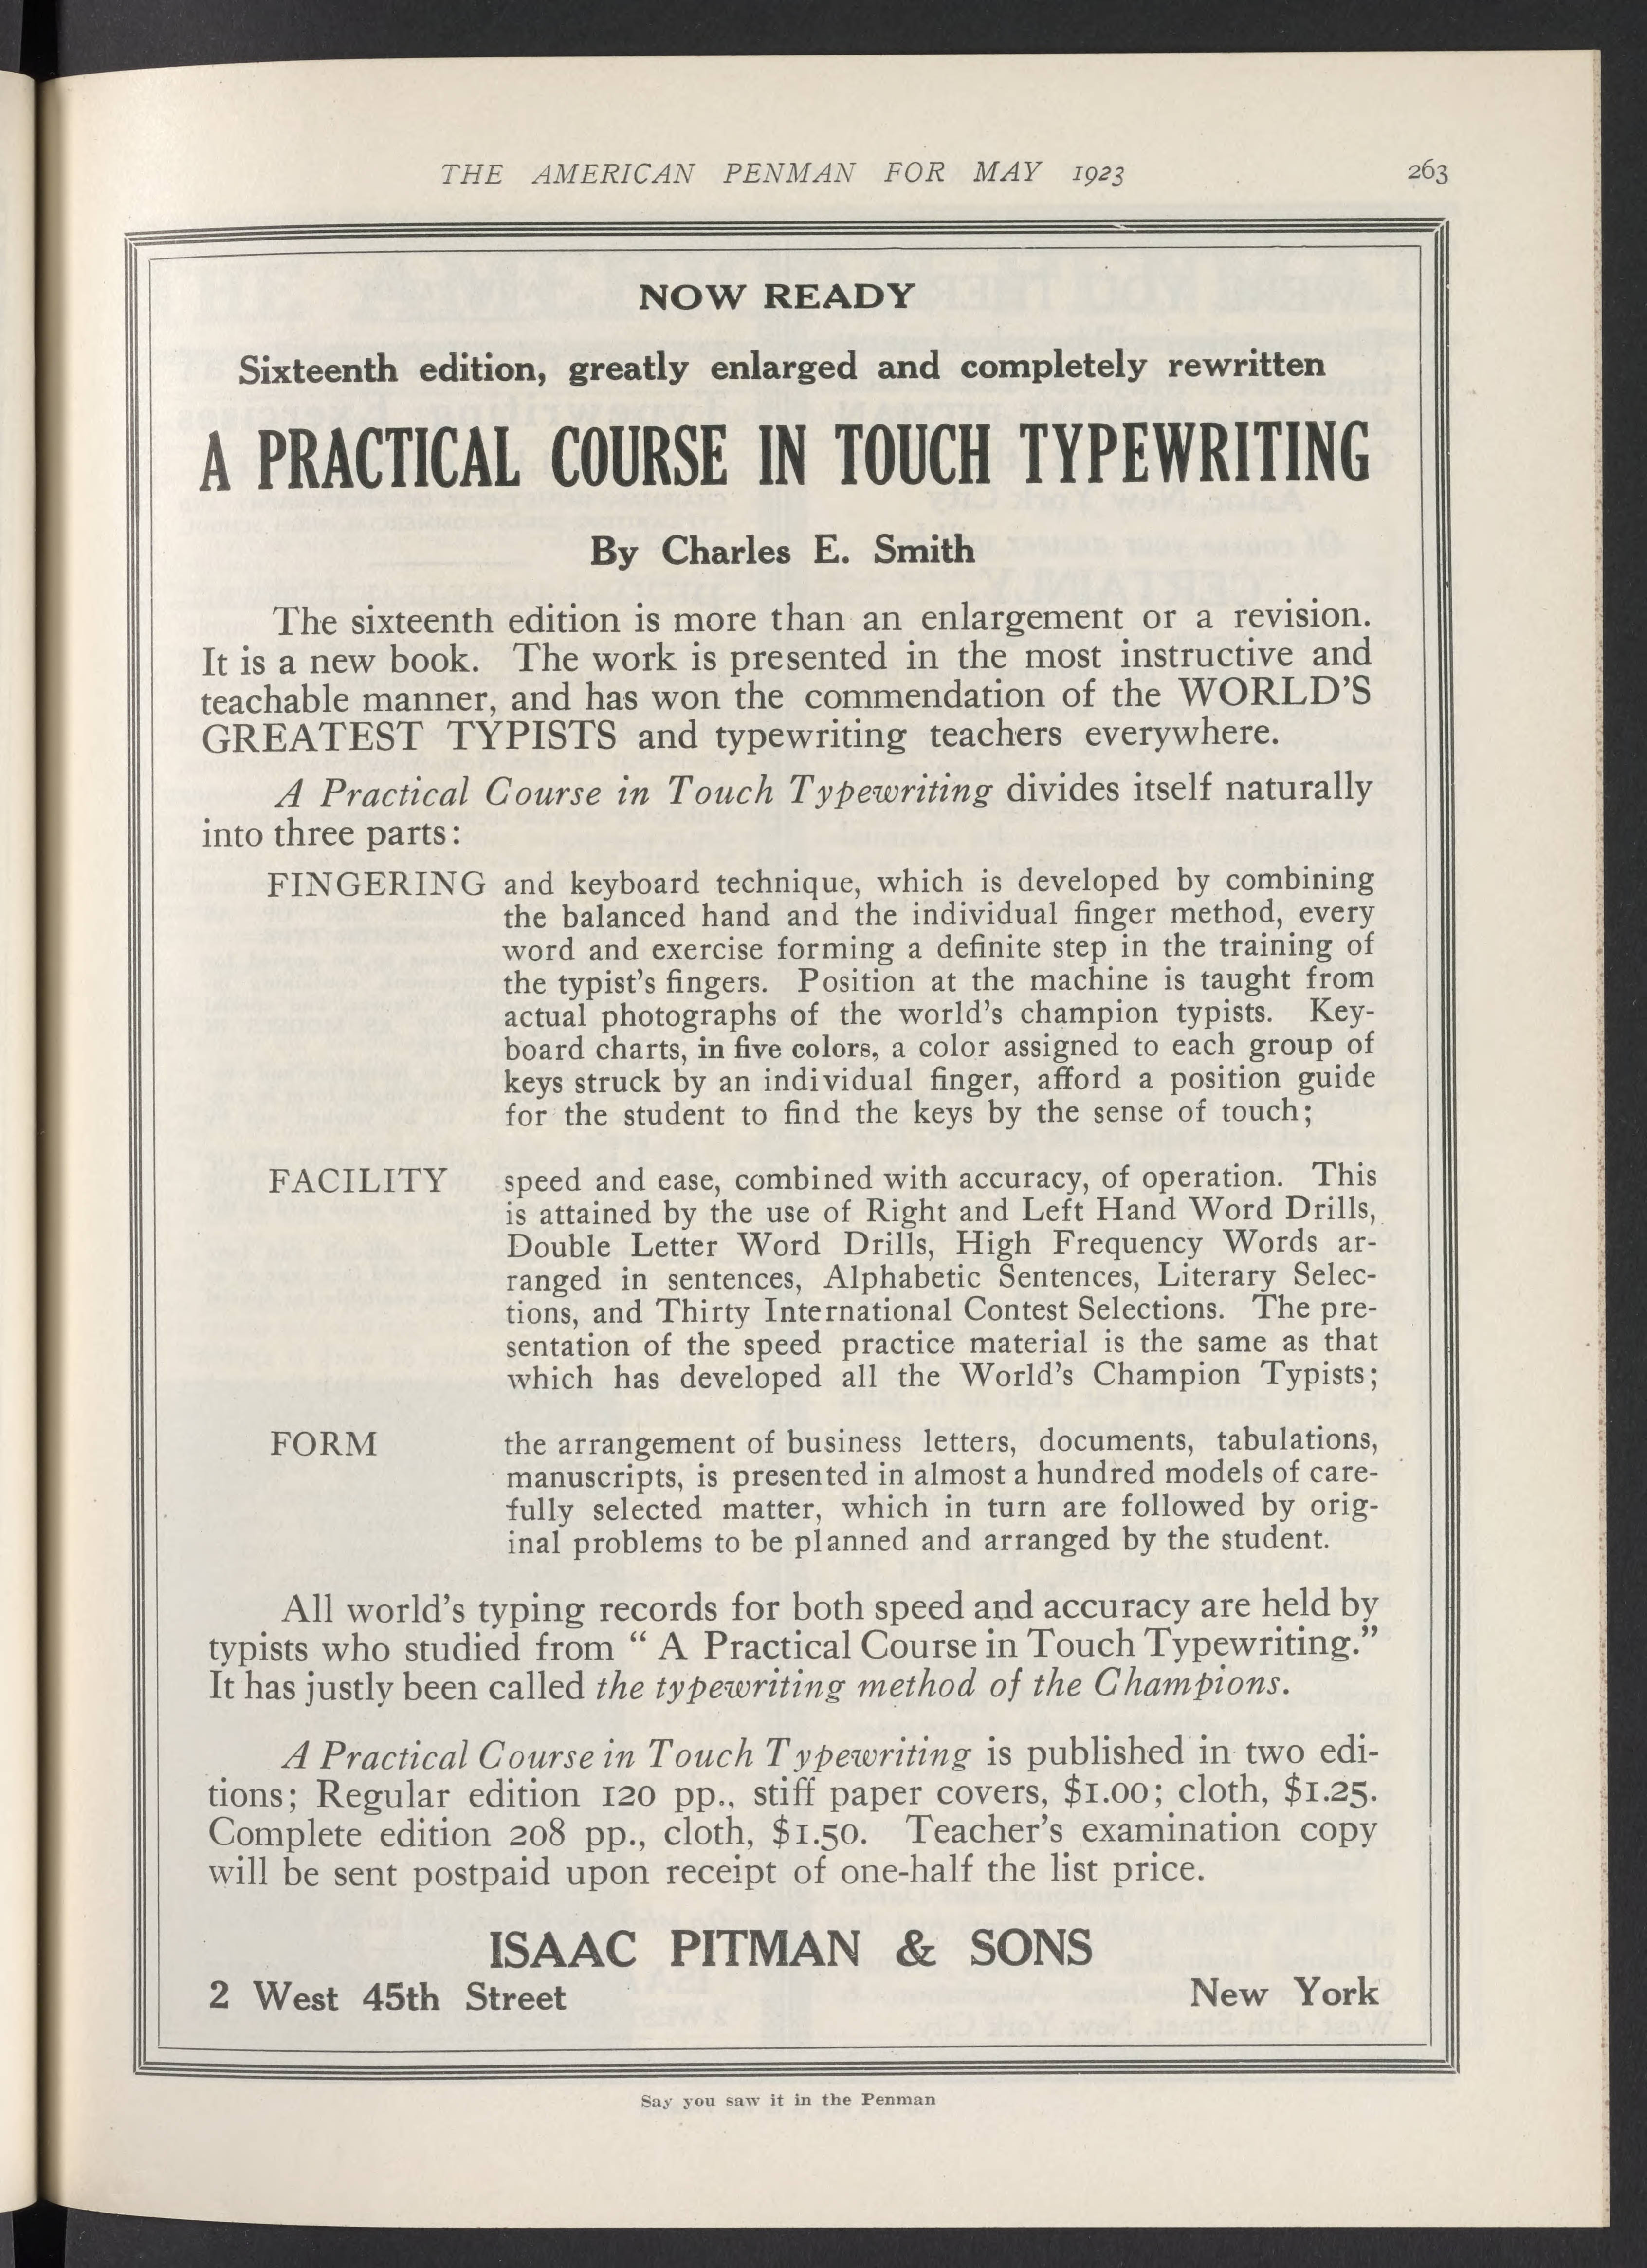 THE AMERICAN PENMAN FOR MAY 1923 263
NOW READY
Sixteenth edition, greatly enlarged and completely rewritten
A PRACTICAL COURSE IN TOUCH TYPEWRITING
By Charles E. Smith
The sixteenth edition is more than an enlargement or a revision.
It is a new book. The work is presented in the most instructive and
teachable manner, and has won the commendation of the WORLD'S
GREATEST TYPISTS and typewriting teachers everywhere.
A Practical Course in Touch Typewriting divides itself naturally
into three parts:
FINGERING and keyboard technique, which is developed by combining
the balanced hand and the individual finger method, every
word and exercise forming a definite step in the training of
the typist's fingers. Position at the machine is taught from
actual photographs of the world's champion typists. Key-
board charts, in five colors, a color assigned to each group of
keys struck by an individual finger, afford a position guide
for the student to find the keys by the sense of touch;
FACILITY speed and ease, combined with accuracy, of operation. This
is attained by the use of Right and Left Hand Word Drills,
Double Letter Word Drills, High Frequency Words ar-
ranged in sentences, Alphabetic Sentences, Literary Selec-
tions, and Thirty International Contest Selections. The pre-
sentation of the speed practice material is the same as that
which has developed all the World's Champion Typists;
FORM the arrangement of business letters, documents, tabulations,
manuscripts, is presented in almost a hundred models of care-
fully selected matter, which in turn are followed by orig-
inal problems to be planned and arranged by the student.
All world's typing records for both speed and accuracy are held by
typists who studied from " A Practical Course in Touch Typewriting."
It has justly been called the typewriting method of the Champions.
A Practical Course in Touch Typewriting is published in two edi-
tions; Regular edition 120 pp., stiff paper covers, $1.00; cloth, $1.25.
Complete edition 208 pp., cloth, $1.50. Teacher's examination copy
will be sent postpaid upon receipt of one-half the list price.
ISAAC PITMAN & SONS
2 West 45th Street New York
Say you saw it in the Penman